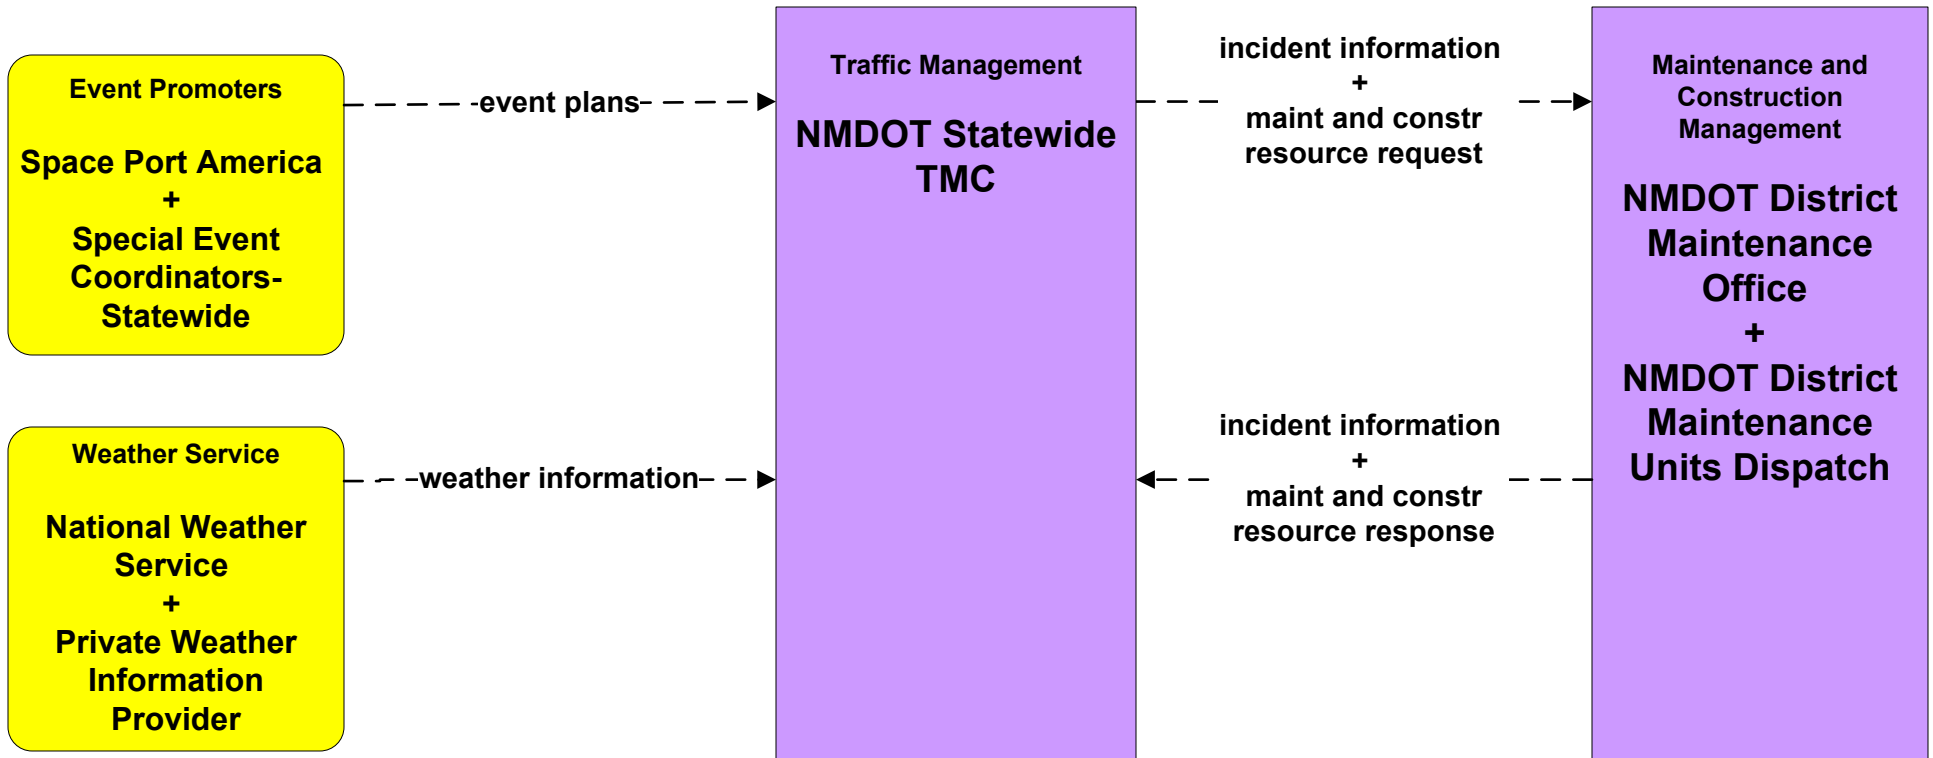 Event Promoters
Space Port America
+
Special Event
Coordinators-
Statewide
event plans
Weather Service
National Weather
Service
+
Private Weather
Information
Provider
weather information
Traffic Management
NMDOT Statewide
TMC
incident information
+
maint and constr
resource request
incident information
+
maint and constr
resource response
Maintenance and
Construction
Management
NMDOT District
Maintenance
Office
+
NMDOT District
Maintenance
Units Dispatch